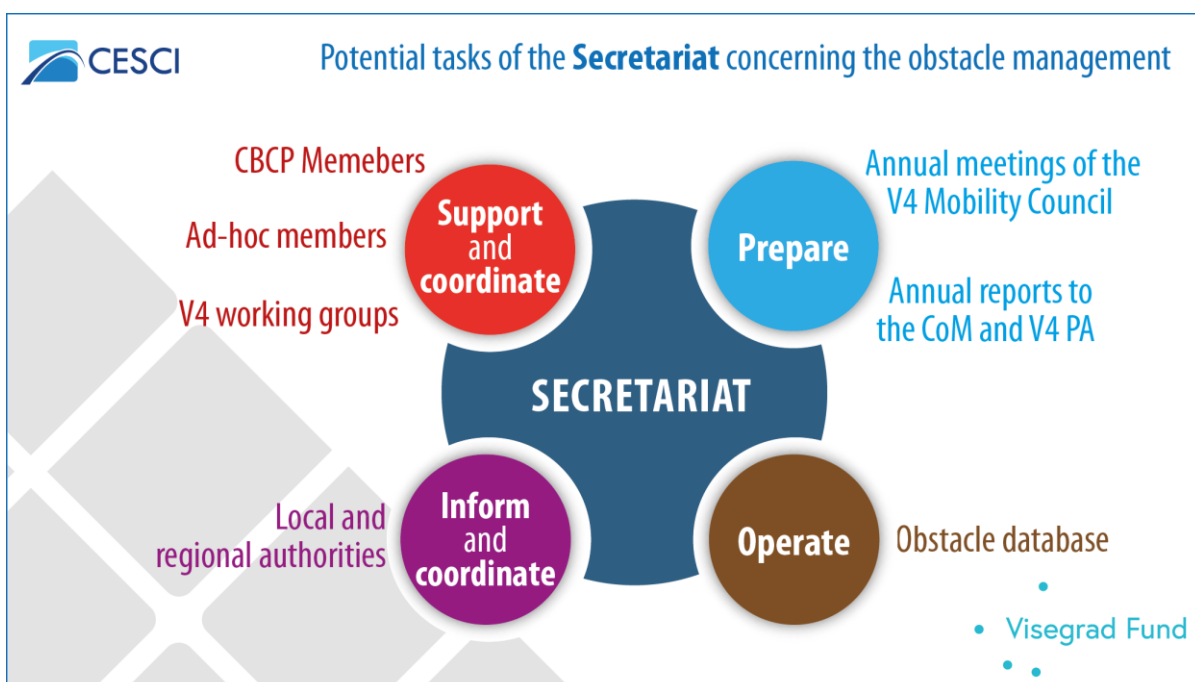 CESCI
Potential tasks of the Secretariat concerning the obstacle management
CBCP Memebers
Ad-hoc members
V4 working groups
Support
and
coordinate
Prepare
Annual meetings of the
V4 Mobility Council
Annual reports to
the CoM and V4 PA
SECRETARIAT
Local and
regional authorities
Inform
and
coordinate
Operate
Obstacle database
Visegrad Fund